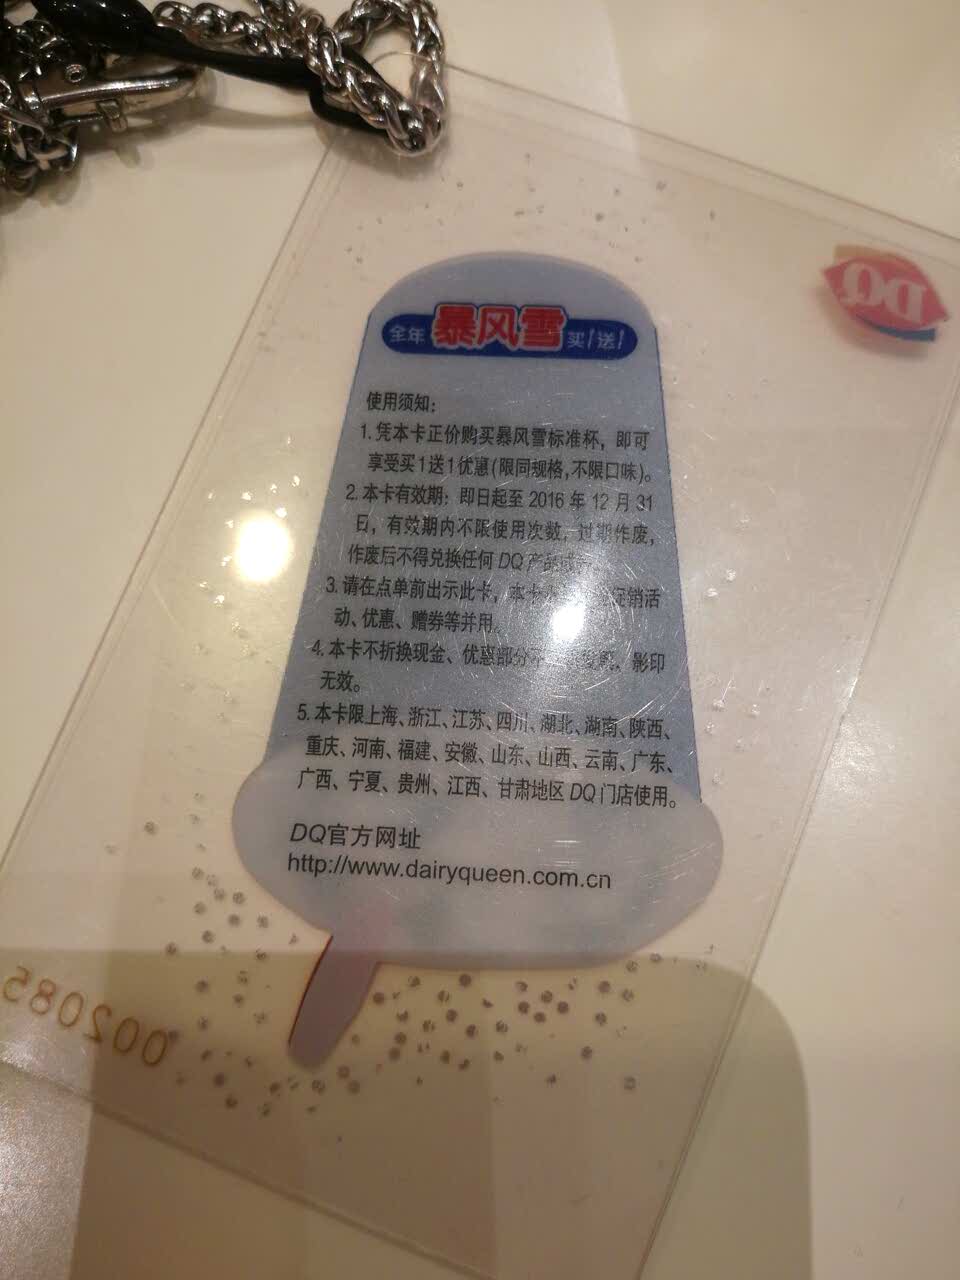 全年 暴风雪 买1送1
DQ
使用须知：
1. 凭本卡正价购买暴风雪标准杯，即可
享受买1送1优惠(限同规格,不限口味)。
2. 本卡有效期：即日起至 2016 年 12 月 31
日，有效期内不限使用次数，过期作废，
作废后不得兑换任何 DQ 产品或
3. 请在点单前出示此卡，本卡 促销活
动、优惠、赠券等并用。
4. 本卡不折换现金、优惠部分 发票，影印
无效。
5. 本卡限上海、浙江、江苏、四川、湖北、湖南、陕西、
重庆、河南、福建、安徽、山东、山西、云南、广东、
广西、宁夏、贵州、江西、甘肃地区 DQ 门店使用。
DQ官方网址
http://www.dairyqueen.com.cn
002085